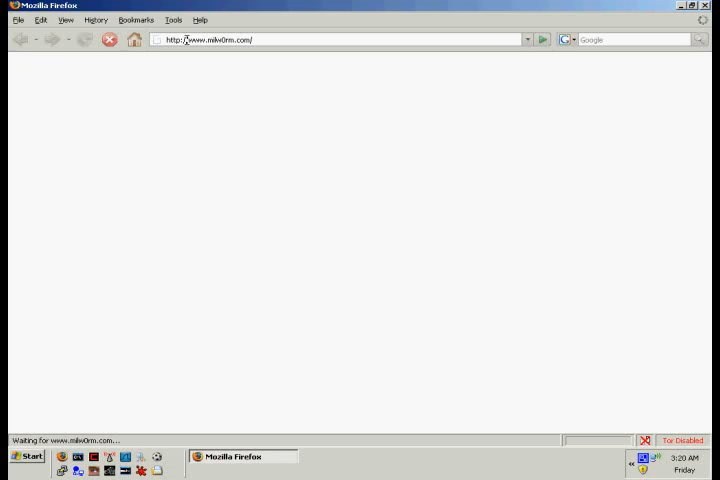 Mozilla Firefox
File Edit View History Bookmarks Tools Help
http://www.milw0rm.com/
Google
Waiting for www.milw0rm.com...
Tor Disabled
Start
Mozilla Firefox
3:20 AM
Friday